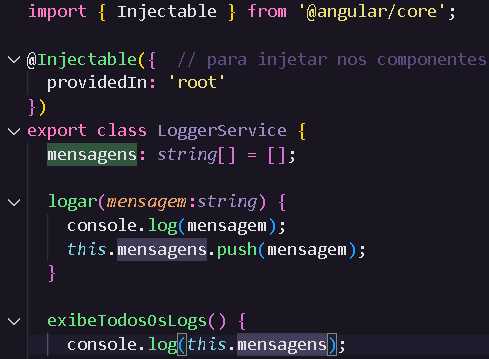 import { Injectable } from '@angular/core';
@Injectable({  // para injetar nos componentes
  providedIn: 'root'
})
export class LoggerService {
  mensagens: string[] = [];
  logar(mensagem:string) {
    console.log(mensagem);
    this.mensagens.push(mensagem);
  }
  exibeTodosOsLogs() {
    console.log(this.mensagens);